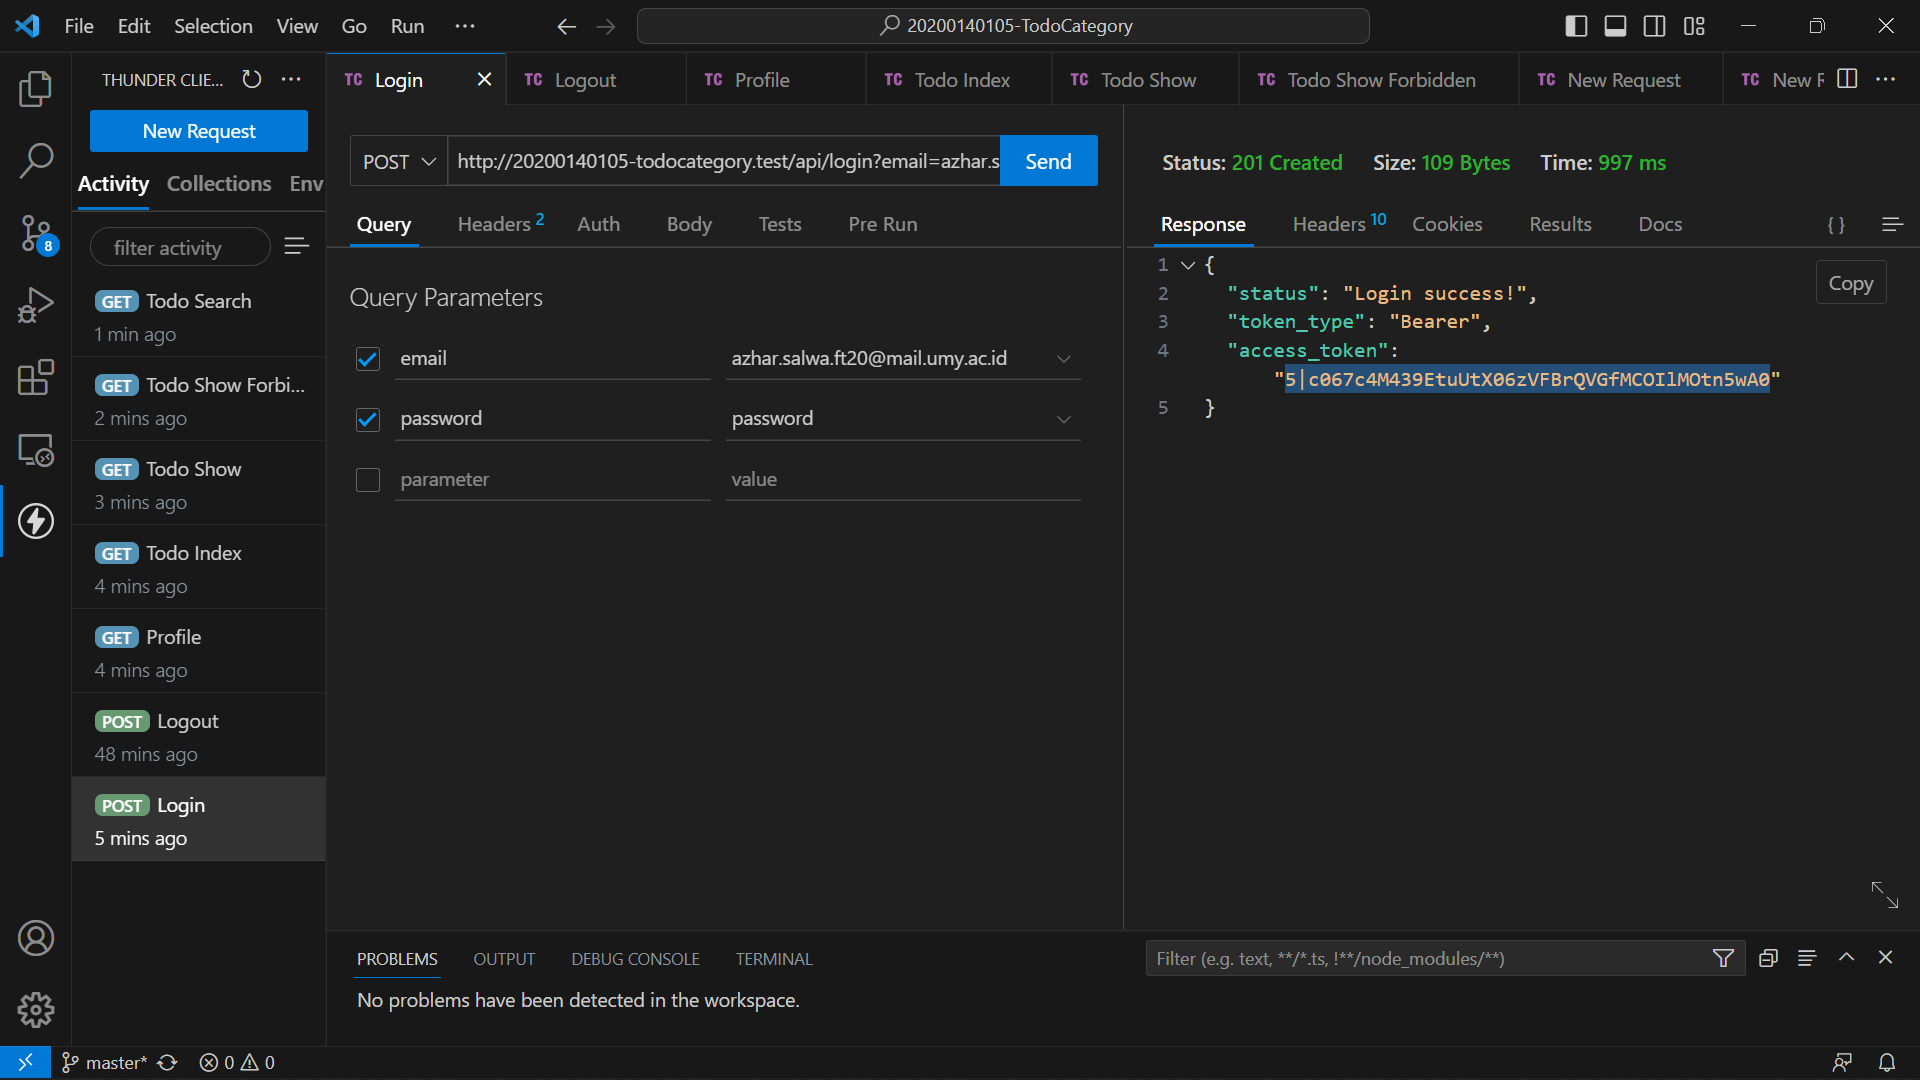 File Edit Selection View Go Run ···
20200140105-TodoCategory
THUNDER CLIE...
New Request
Activity Collections Env
filter activity
GET Todo Search
1 min ago
GET Todo Show Forbi...
2 mins ago
GET Todo Show
3 mins ago
GET Todo Index
4 mins ago
GET Profile
4 mins ago
POST Logout
48 mins ago
POST Login
5 mins ago
8
TC Login TC Logout TC Profile TC Todo Index TC Todo Show TC Todo Show Forbidden TC New Request TC New R
POST http://20200140105-todocategory.test/api/login?email=azhar.s Send
Query Headers 2 Auth Body Tests Pre Run
Query Parameters
email azhar.salwa.ft20@mail.umy.ac.id
password password
parameter value
Status: 201 Created Size: 109 Bytes Time: 997 ms
Response Headers 10 Cookies Results Docs { }
Copy
1 {
2 "status": "Login success!",
3 "token_type": "Bearer",
4 "access_token":
"5|c067c4M439EtuUtX06zVFBrQVGfMCOIlMOtn5wA0"
5 }
PROBLEMS OUTPUT DEBUG CONSOLE TERMINAL
Filter (e.g. text, **/*.ts, !**/node_modules/**)
No problems have been detected in the workspace.
master* 0 0